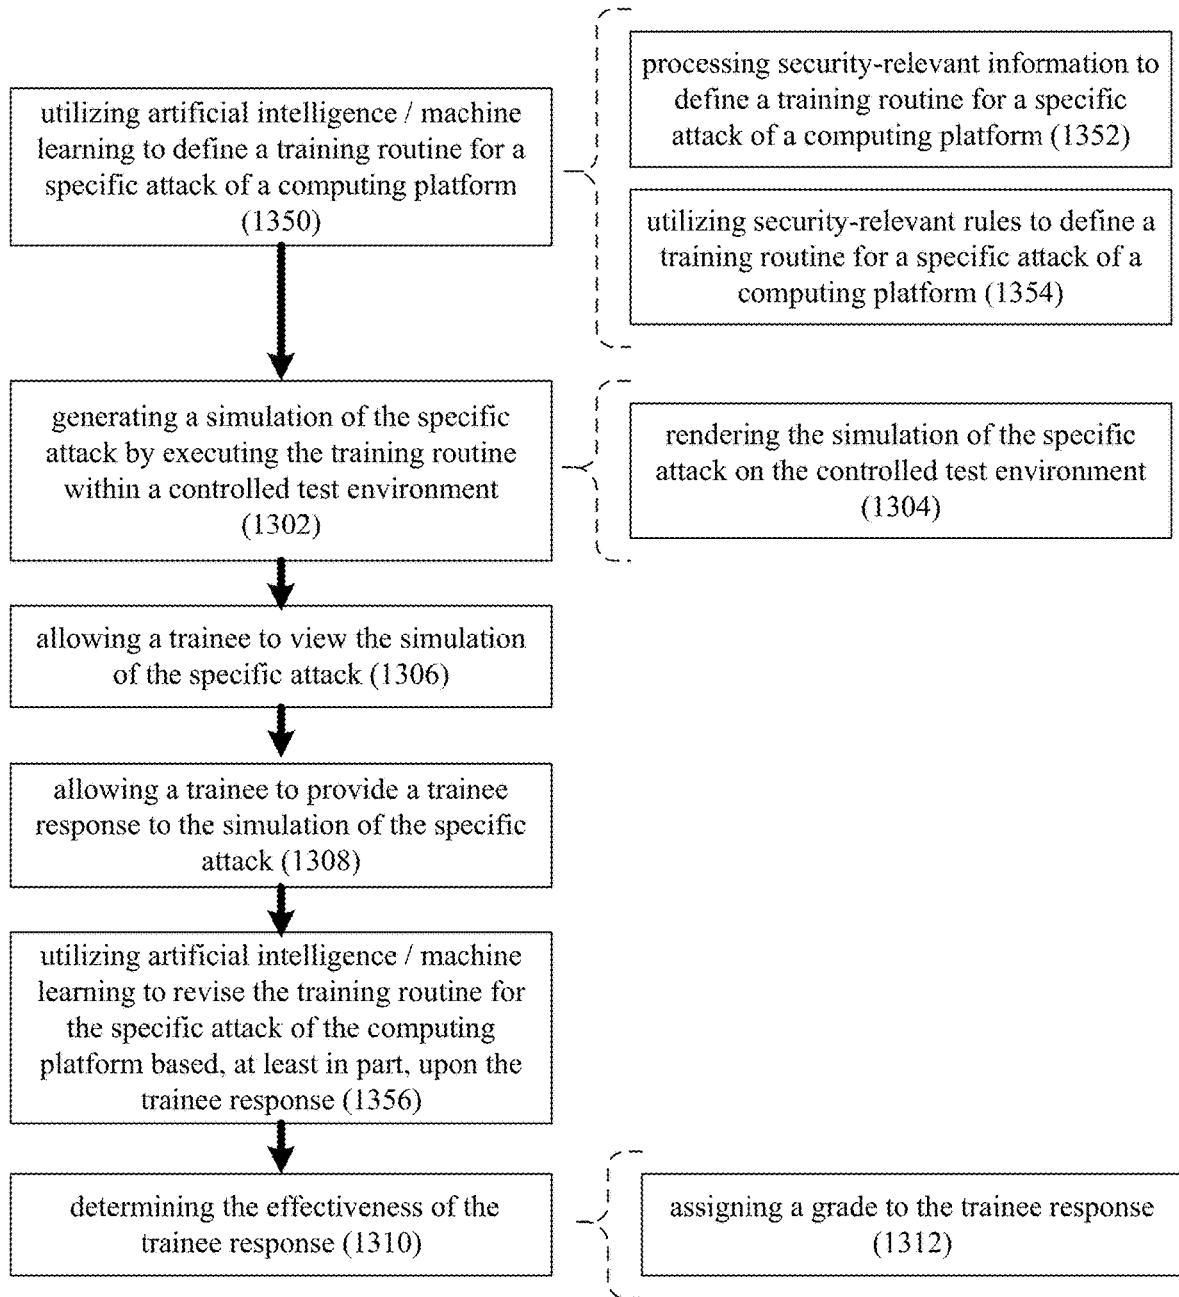 utilizing artificial intelligence / machine
learning to define a training routine for a
specific attack of a computing platform
(1350)
processing security-relevant information to
define a training routine for a specific
attack of a computing platform (1352)
utilizing security-relevant rules to define a
training routine for a specific attack of a
computing platform (1354)
generating a simulation of the specific
attack by executing the training routine
within a controlled test environment
(1302)
rendering the simulation of the specific
attack on the controlled test environment
(1304)
allowing a trainee to view the simulation
of the specific attack (1306)
allowing a trainee to provide a trainee
response to the simulation of the specific
attack (1308)
utilizing artificial intelligence / machine
learning to revise the training routine for
the specific attack of the computing
platform based, at least in part, upon the
trainee response (1356)
determining the effectiveness of the
trainee response (1310)
assigning a grade to the trainee response
(1312)